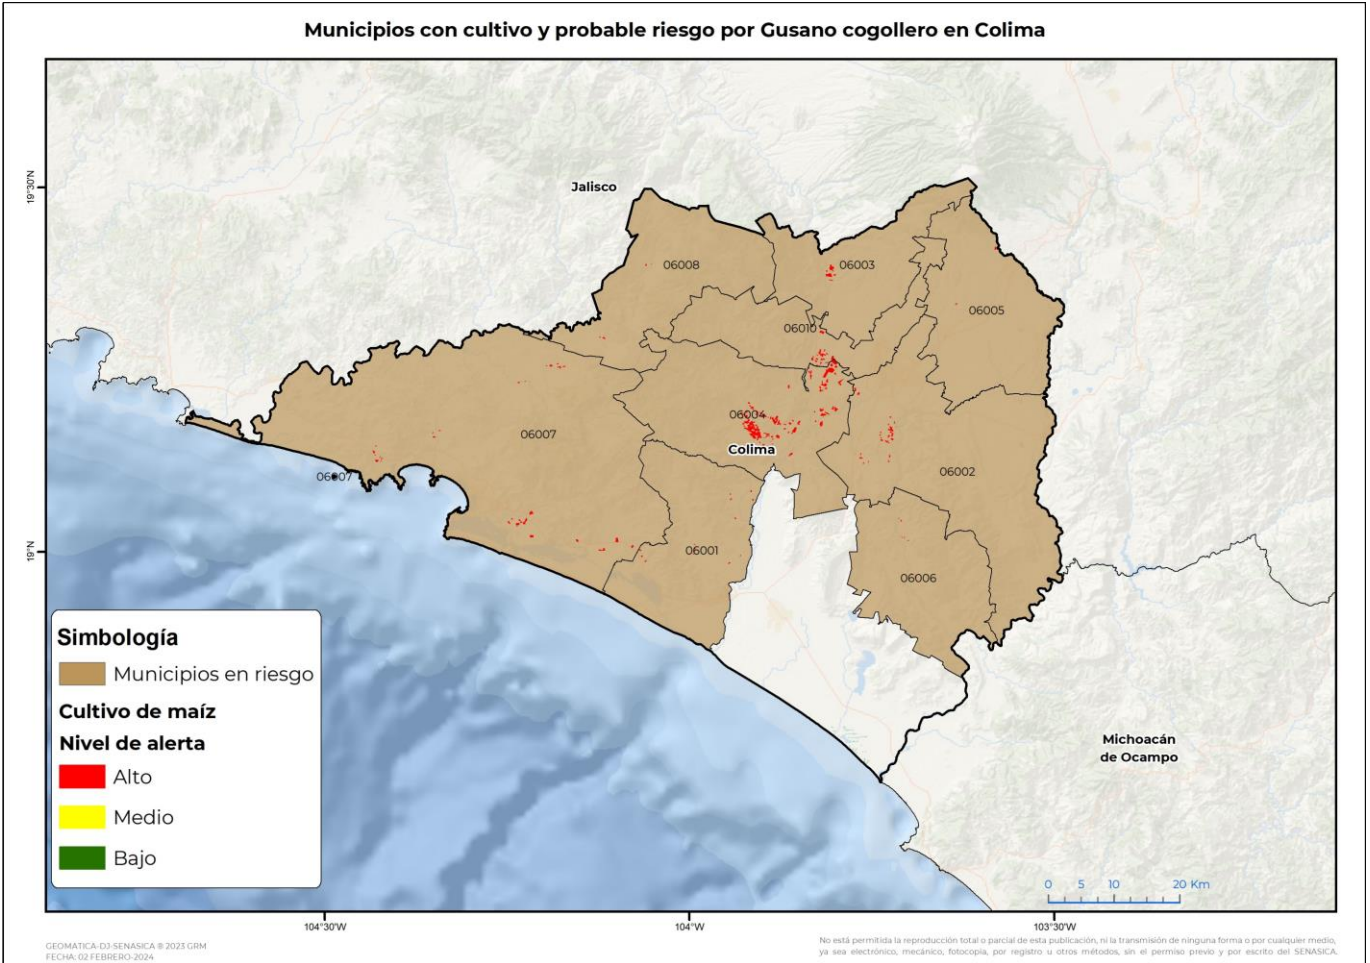 Municipios con cultivo y probable riesgo por Gusano cogollero en Colima
19°30'N
Jalisco
06008
06003
06005
06010
06004
06007
Colima
06002
06007
06001
19°N
06006
Simbología
Municipios en riesgo
Cultivo de maíz
Nivel de alerta
Alto
Medio
Bajo
Michoacán
de Ocampo
0 5 10 20 Km
104°30'W
104°W
103°30'W
GEOMATICA-DJ-SENASICA ® 2023 GRM
FECHA: 02 FEBRERO-2024
No está permitida la reproducción total o parcial de esta publicación, ni la transmisión de ninguna forma o por cualquier medio,
ya sea electrónico, mecánico, fotocopia, por registro u otros métodos, sin el permiso previo y por escrito del SENASICA.